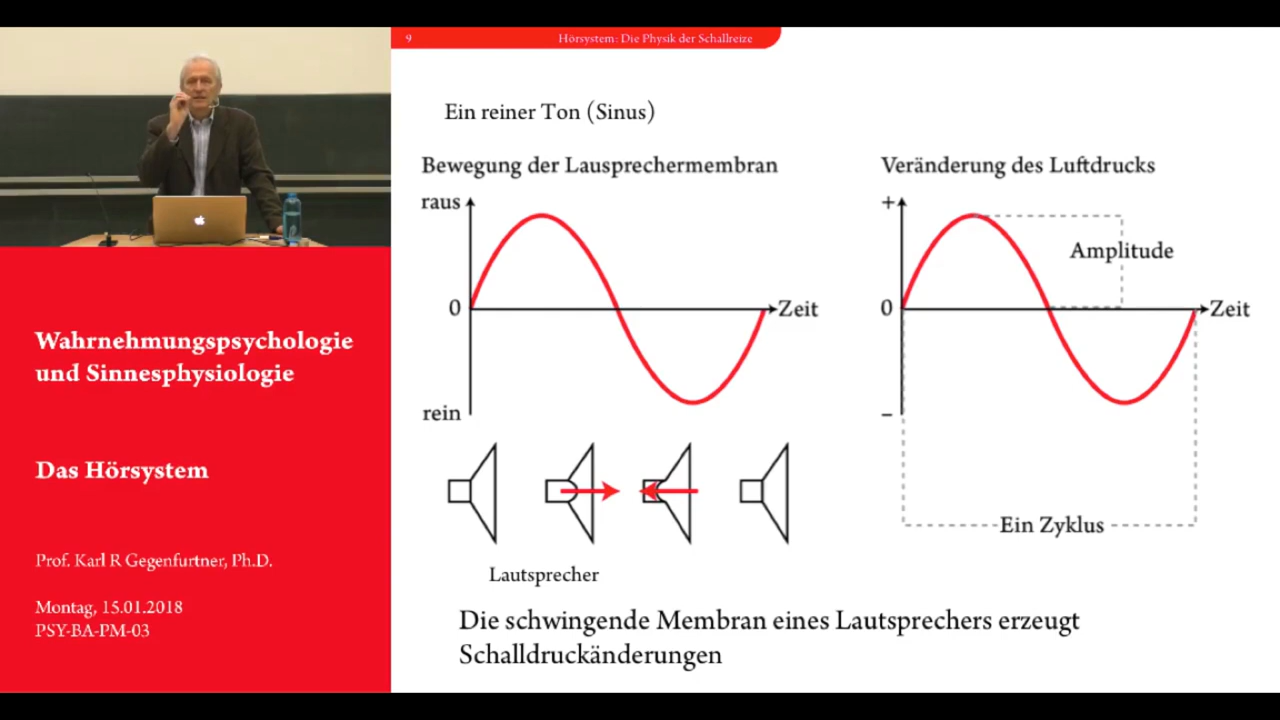 9
Hörsystem: Die Physik der Schallreize
Ein reiner Ton (Sinus)
Bewegung der Lausprechermembran
raus
0
Zeit
rein
Lautsprecher
Veränderung des Luftdrucks
+
Amplitude
0
Zeit
–
Ein Zyklus
Die schwingende Membran eines Lautsprechers erzeugt
Schalldruckänderungen
Wahrnehmungspsychologie
und Sinnesphysiologie
Das Hörsystem
Prof. Karl R Gegenfurtner, Ph.D.
Montag, 15.01.2018
PSY-BA-PM-03